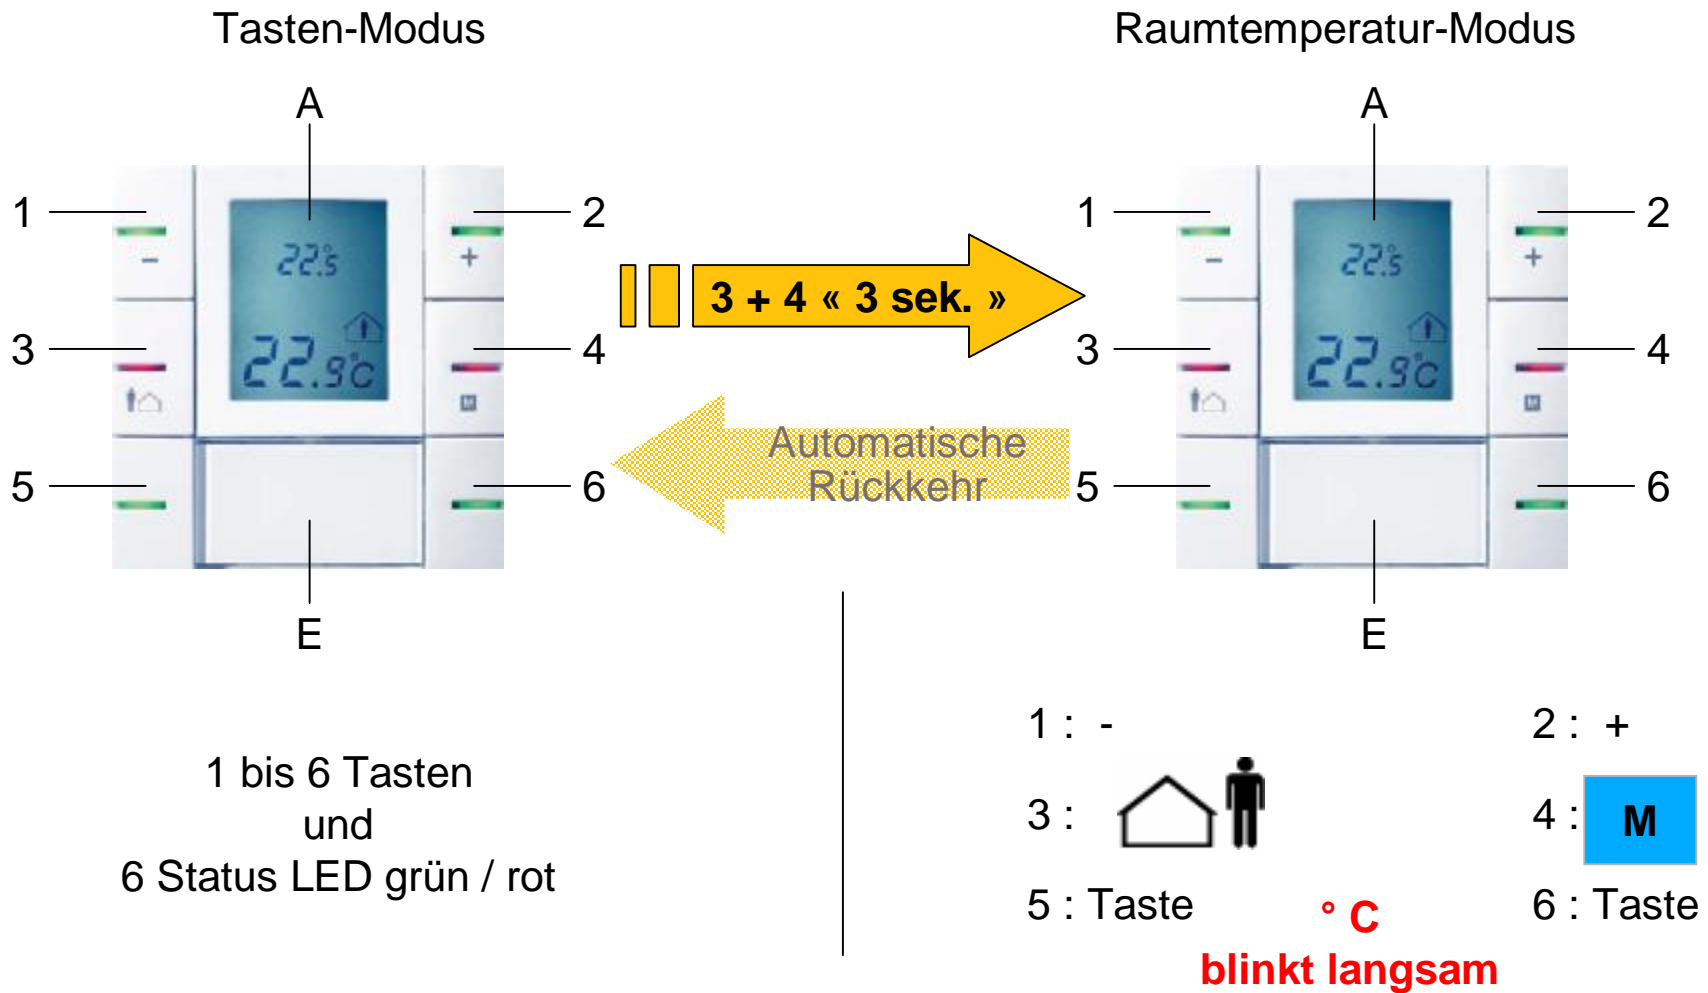 Tasten-Modus
Raumtemperatur-Modus
A
A
1
2
1
2
-
+
-
+
22.5°
22.5°
3 + 4 « 3 sek. »
3
4
3
4
22.9°C
22.9°C
M
M
Automatische
Rückkehr
5
6
5
6
E
E
1 : -
2 : +
1 bis 6 Tasten
und
6 Status LED grün / rot
3 :
4 : M
5 : Taste
6 : Taste
° C
blinkt langsam